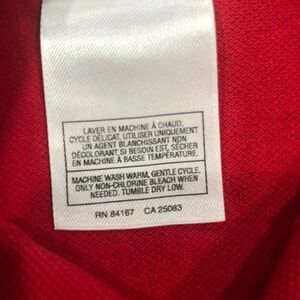 LAVER EN MACHINE À CHAUD,
CYCLE DÉLICAT. UTILISER UNIQUEMENT
UN AGENT BLANCHISSANT NON
DÉCOLORANT SI BESOIN EST, SÉCHER
EN MACHINE À BASSE TEMPÉRATURE.
MACHINE WASH WARM, GENTLE CYCLE.
ONLY NON-CHLORINE BLEACH WHEN
NEEDED. TUMBLE DRY LOW.
RN 84167 CA 25083